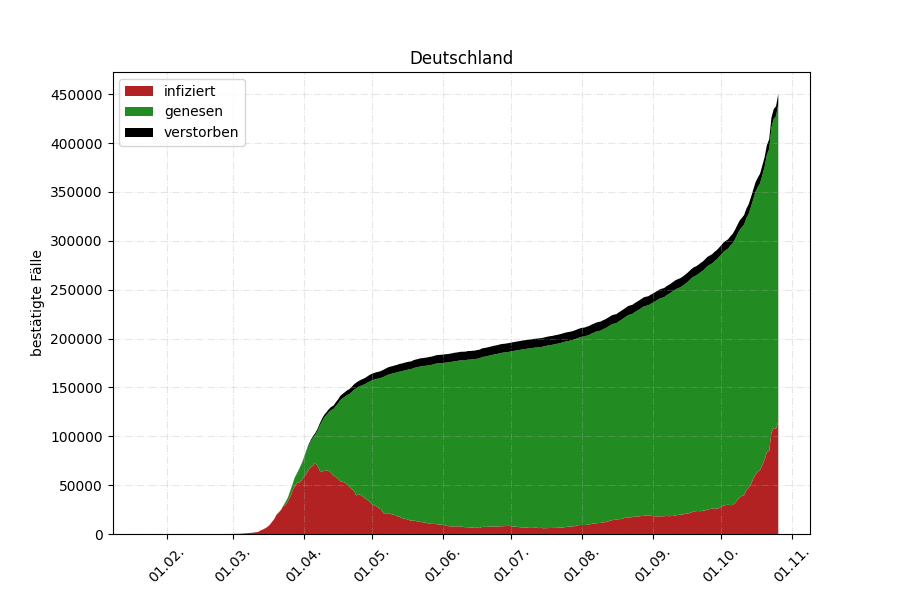 Deutschland
infiziert
genesen
verstorben
bestätigte Fälle
450000
400000
350000
300000
250000
200000
150000
100000
50000
0
01.02. 01.03. 01.04. 01.05. 01.06. 01.07. 01.08. 01.09. 01.10. 01.11.